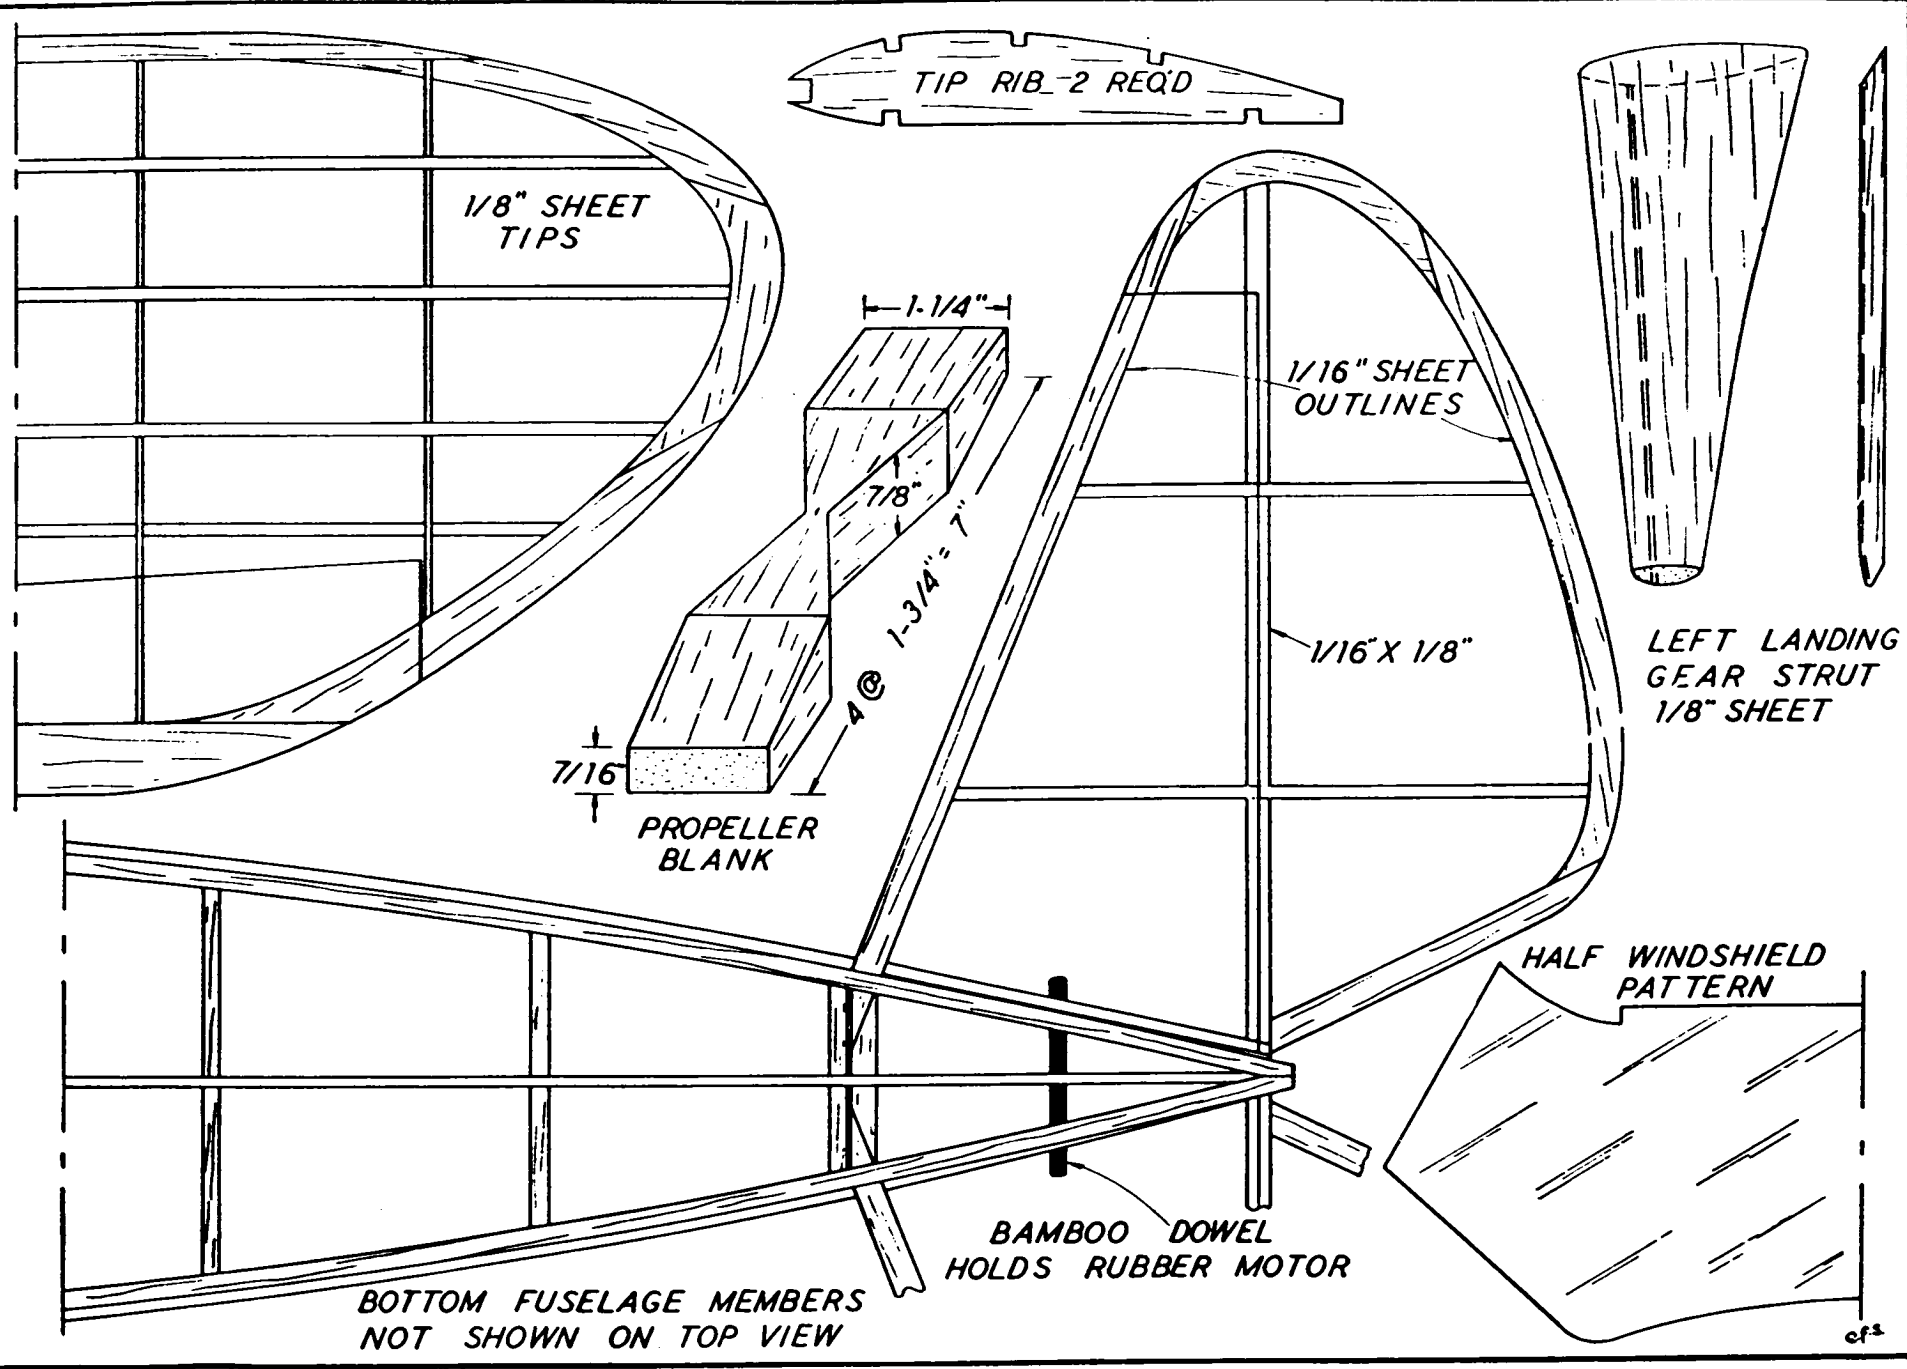 TIP RIB - 2 REQ'D
1/8" SHEET
TIPS
1-1/4"
7/8"
4 @ 1-3/4" = 7"
7/16"
PROPELLER
BLANK
1/16" SHEET
OUTLINES
1/16" X 1/8"
LEFT LANDING
GEAR STRUT
1/8" SHEET
HALF WINDSHIELD
PATTERN
BAMBOO DOWEL
HOLDS RUBBER MOTOR
BOTTOM FUSELAGE MEMBERS
NOT SHOWN ON TOP VIEW
c.f.s.